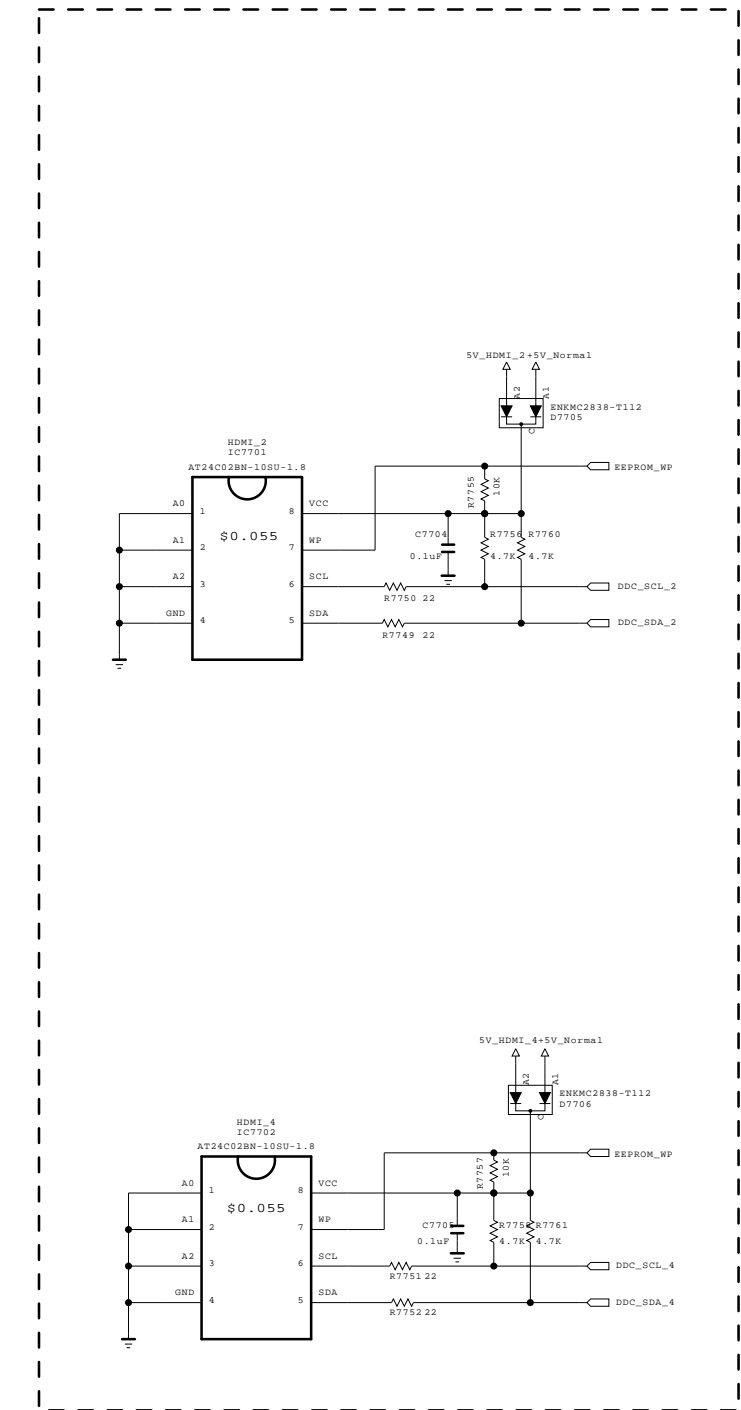 5V_HDMI_2 +5V_Normal
A2
A1
ENKMC2838-T112
D7705
C
HDMI_2
IC7701
AT24C02BN-10SU-1.8
EEPROM_WP
R7755
10K
A0
1
8
VCC
$0.055
C7704
R7756
R7760
A1
2
7
WP
0.1uF
4.7K
4.7K
A2
3
6
SCL
DDC_SCL_2
R7750 22
GND
4
5
SDA
DDC_SDA_2
R7749 22
5V_HDMI_4 +5V_Normal
A2
A1
ENKMC2838-T112
D7706
C
HDMI_4
IC7702
AT24C02BN-10SU-1.8
EEPROM_WP
R7757
10K
A0
1
8
VCC
$0.055
C7705
R7761
A1
2
7
WP
0.1uF
4.7K
4.7K
A2
3
6
SCL
DDC_SCL_4
R7751 22
GND
4
5
SDA
DDC_SDA_4
R7752 22